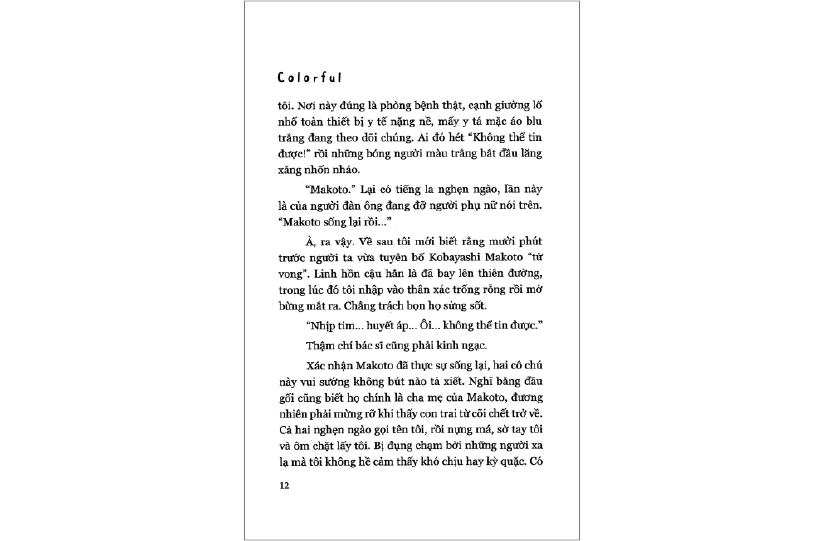 Colorful
tôi. Nơi này đúng là phòng bệnh thật, cạnh giường lố
nhố toàn thiết bị y tế nặng nề, mấy y tá mặc áo blu
trắng đang theo dõi chúng. Ai đó hét “Không thể tin
được!” rồi những bóng người màu trắng bắt đầu lăng
xăng nhốn nháo.
“Makoto.” Lại có tiếng la nghẹn ngào, lần này
là của người đàn ông đang đỡ người phụ nữ nói trên.
“Makoto sống lại rồi...”
À, ra vậy. Về sau tôi mới biết rằng mười phút
trước người ta vừa tuyên bố Kobayashi Makoto “tử
vong”. Linh hồn cậu hẳn là đã bay lên thiên đường,
trong lúc đó tôi nhập vào thân xác trống rỗng rồi mở
bừng mắt ra. Chẳng trách bọn họ sửng sốt.
“Nhịp tim... huyết áp... Ôi... không thể tin được.”
Thậm chí bác sĩ cũng phải kinh ngạc.
Xác nhận Makoto đã thực sự sống lại, hai cô chú
này vui sướng không bút nào tả xiết. Nghĩ bằng đầu
gối cũng biết họ chính là cha mẹ của Makoto, đương
nhiên phải mừng rỡ khi thấy con trai từ cõi chết trở về.
Cả hai nghẹn ngào gọi tên tôi, rồi nựng má, sờ tay tôi
và ôm chặt lấy tôi. Bị đụng chạm bởi những người xa
lạ mà tôi không hề cảm thấy khó chịu hay kỳ quặc. Có
12